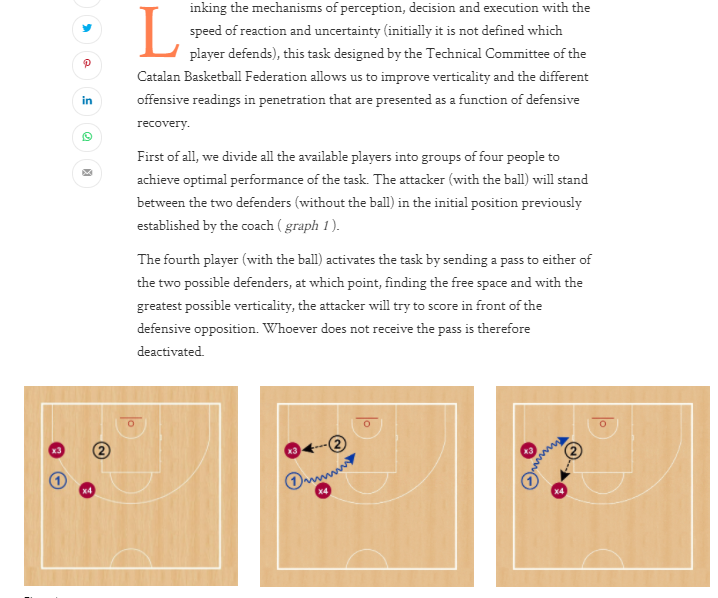 Linking the mechanisms of perception, decision and execution with the
speed of reaction and uncertainty (initially it is not defined which
player defends), this task designed by the Technical Committee of the
Catalan Basketball Federation allows us to improve verticality and the different
offensive readings in penetration that are presented as a function of defensive
recovery.
First of all, we divide all the available players into groups of four people to
achieve optimal performance of the task. The attacker (with the ball) will stand
between the two defenders (without the ball) in the initial position previously
established by the coach ( graph 1 ).
The fourth player (with the ball) activates the task by sending a pass to either of
the two possible defenders, at which point, finding the free space and with the
greatest possible verticality, the attacker will try to score in front of the
defensive opposition. Whoever does not receive the pass is therefore
deactivated.
in
x3 2
1 x4
x3 2
1 x4
x3 2
1 x4